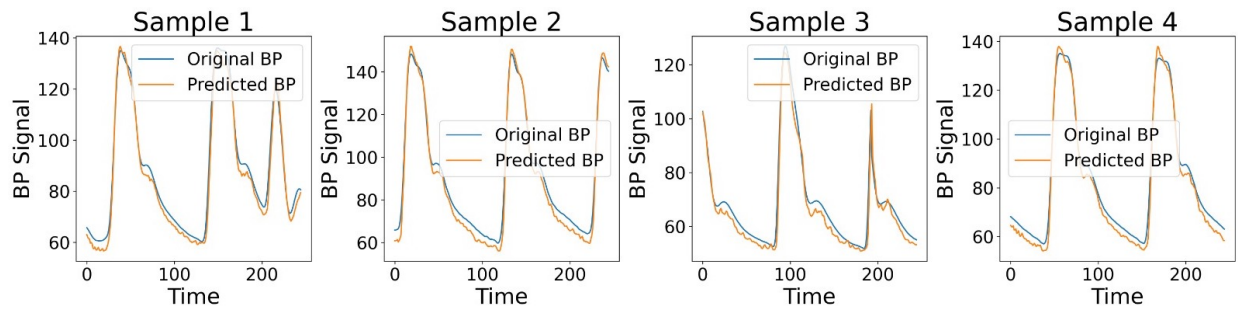 Sample 1
140
120
100
80
60
BP Signal
Original BP
Predicted BP
0
100
200
Time
Sample 2
140
120
100
80
60
BP Signal
Original BP
Predicted BP
0
100
200
Time
Sample 3
120
100
80
60
BP Signal
Original BP
Predicted BP
0
100
200
Time
Sample 4
140
120
100
80
60
BP Signal
Original BP
Predicted BP
0
100
200
Time